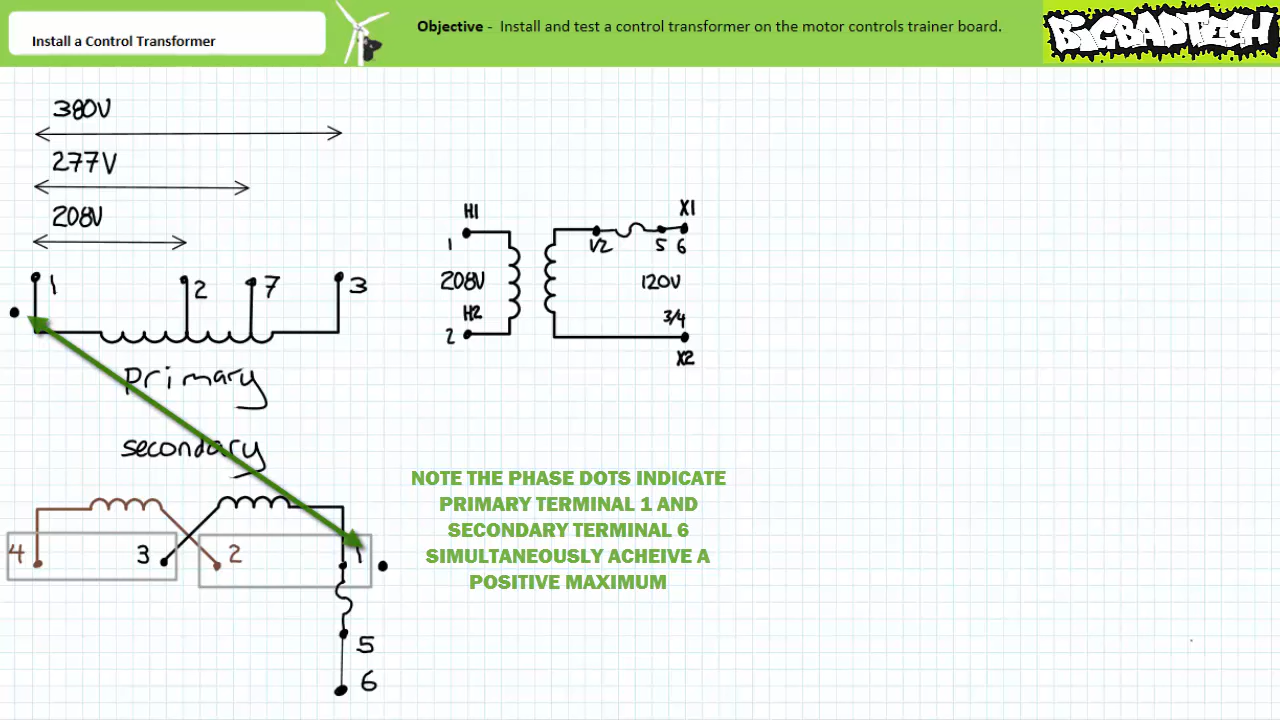 Install a Control Transformer
Objective - Install and test a control transformer on the motor controls trainer board.
BIGBADTECH
380V
277V
208V
1
2
7
3
primary
secondary
4
3
2
1
5
6
H1
1
208V
H2
2
X1
1/2
5
6
120V
3/4
X2
NOTE THE PHASE DOTS INDICATE
PRIMARY TERMINAL 1 AND
SECONDARY TERMINAL 6
SIMULTANEOUSLY ACHEIVE A
POSITIVE MAXIMUM